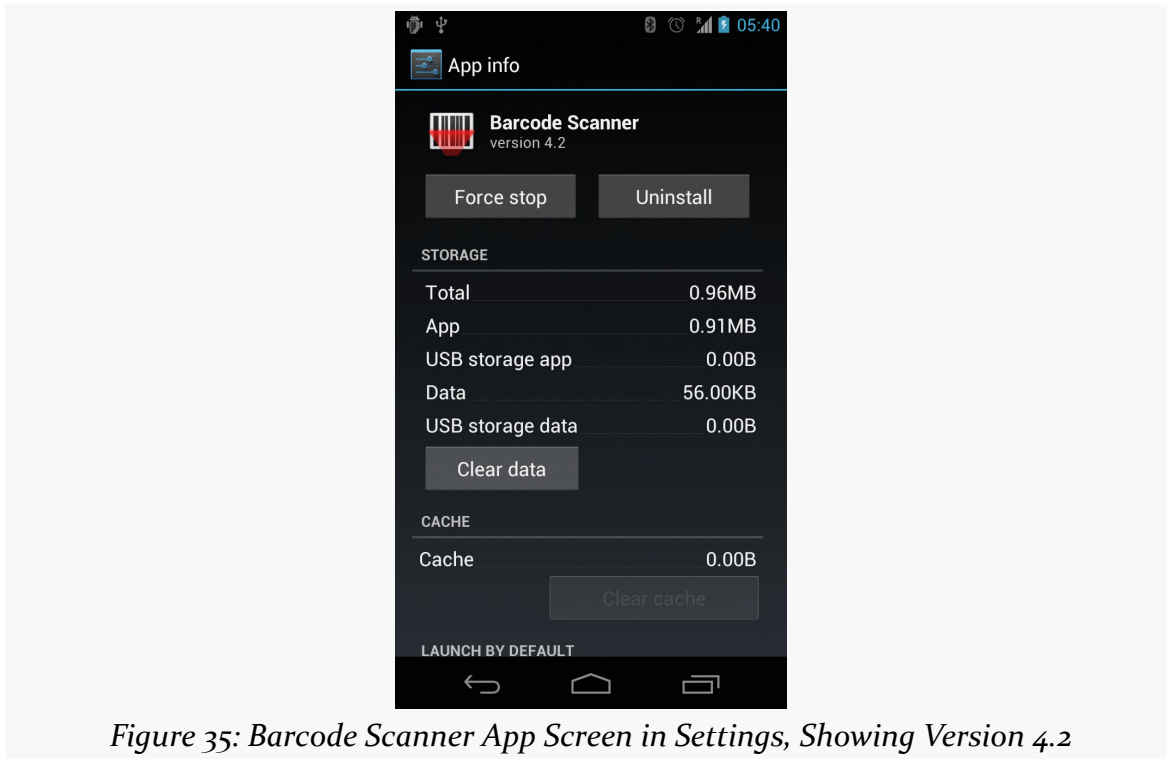 R 05:40
App info
Barcode Scanner
version 4.2
Force stop Uninstall
STORAGE
Total 0.96MB
App 0.91MB
USB storage app 0.00B
Data 56.00KB
USB storage data 0.00B
Clear data
CACHE
Cache 0.00B
Clear cache
LAUNCH BY DEFAULT
Figure 35: Barcode Scanner App Screen in Settings, Showing Version 4.2